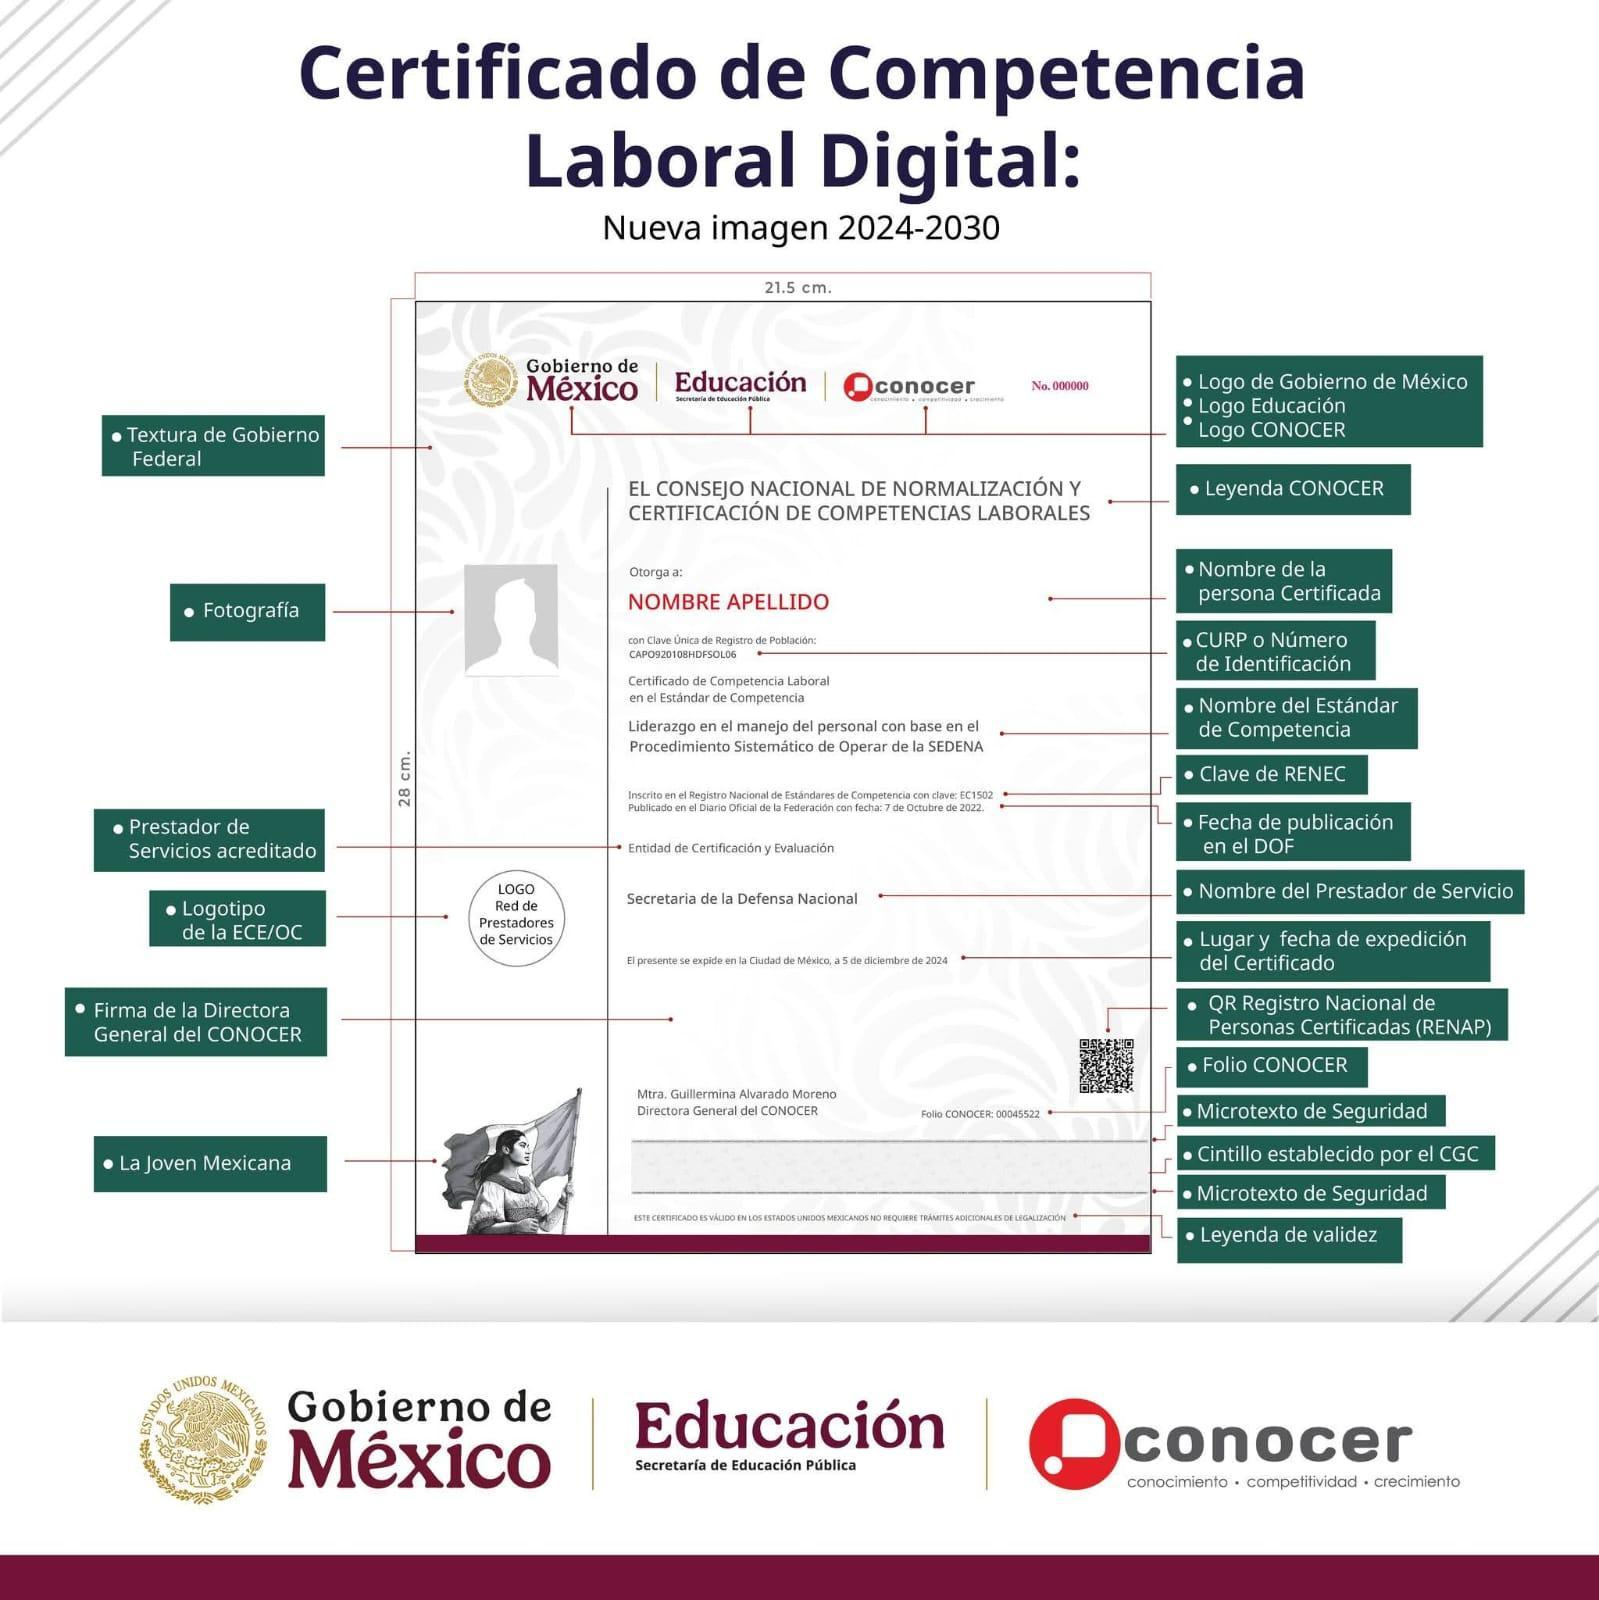 Certificado de Competencia
Laboral Digital:
Nueva imagen 2024-2030
21.5 cm.
28 cm.
ESTADOS UNIDOS MEXICANOS
Gobierno de
México
Educación
Secretaría de Educación Pública
conocer
conocimiento • competitividad • crecimiento
No. 000000
• Logo de Gobierno de México
• Logo Educación
• Logo CONOCER
• Textura de Gobierno
Federal
EL CONSEJO NACIONAL DE NORMALIZACIÓN Y
CERTIFICACIÓN DE COMPETENCIAS LABORALES
• Leyenda CONOCER
Otorga a:
NOMBRE APELLIDO
• Nombre de la
persona Certificada
• Fotografía
con Clave Única de Registro de Población:
CAPO920108HDFSOL06
• CURP o Número
de Identificación
Certificado de Competencia Laboral
en el Estándar de Competencia
Liderazgo en el manejo del personal con base en el
Procedimiento Sistemático de Operar de la SEDENA
• Nombre del Estándar
de Competencia
Inscrito en el Registro Nacional de Estándares de Competencia con clave: EC1502
Publicado en el Diario Oficial de la Federación con fecha: 7 de Octubre de 2022.
• Clave de RENEC
• Fecha de publicación
en el DOF
• Prestador de
Servicios acreditado
Entidad de Certificación y Evaluación
• Logotipo
de la ECE/OC
LOGO
Red de
Prestadores
de Servicios
Secretaria de la Defensa Nacional
• Nombre del Prestador de Servicio
El presente se expide en la Ciudad de México, a 5 de diciembre de 2024
• Lugar y fecha de expedición
del Certificado
• Firma de la Directora
General del CONOCER
• QR Registro Nacional de
Personas Certificadas (RENAP)
Mtra. Guillermina Alvarado Moreno
Directora General del CONOCER
Folio CONOCER: 00045522
• Folio CONOCER
• Microtexto de Seguridad
• La Joven Mexicana
• Cintillo establecido por el CGC
• Microtexto de Seguridad
ESTE CERTIFICADO ES VÁLIDO EN LOS ESTADOS UNIDOS MEXICANOS NO REQUIERE TRÁMITES ADICIONALES DE LEGALIZACIÓN
• Leyenda de validez
ESTADOS UNIDOS MEXICANOS
Gobierno de
México
Educación
Secretaría de Educación Pública
conocer
conocimiento • competitividad • crecimiento